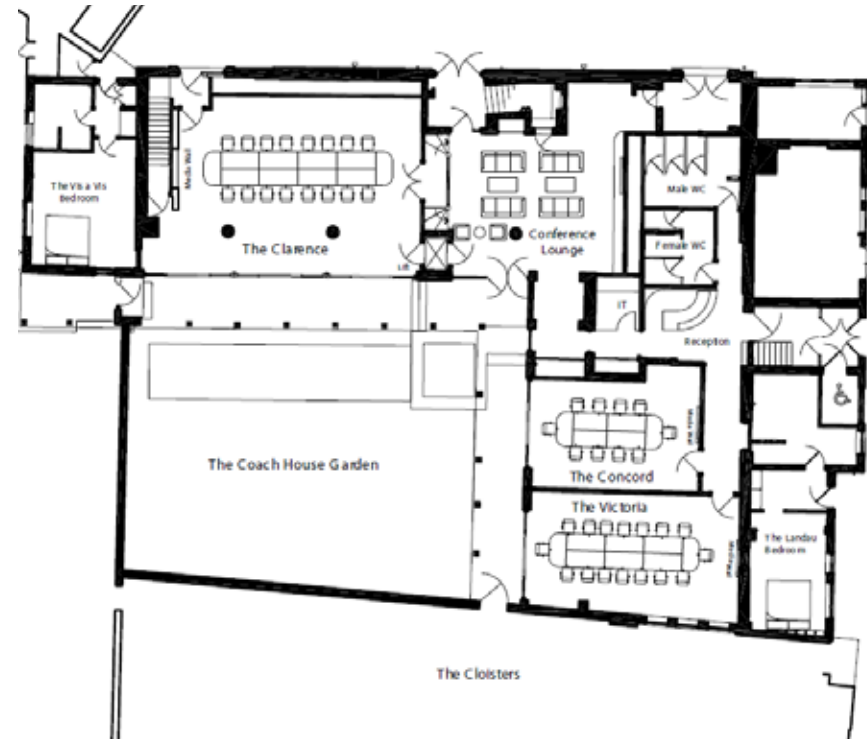 The Vis a Vis
Bedroom
Media Wall
The Clarence
Lift
Conference
Lounge
Male WC
Female WC
IT
Reception
Media Wall
The Concord
The Coach House Garden
The Victoria
Media Wall
The Landau
Bedroom
The Cloisters